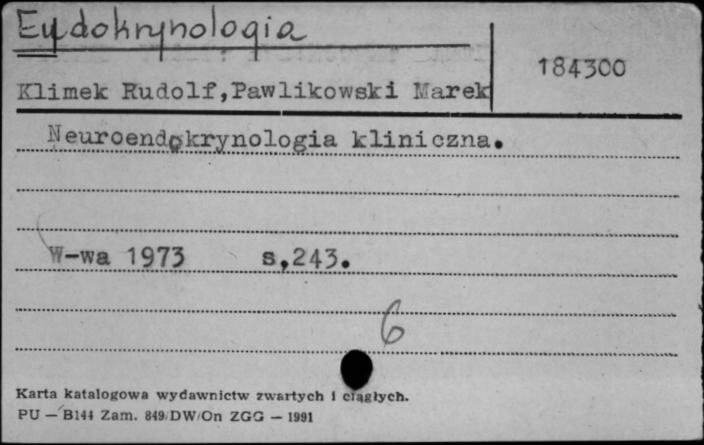 Eydokrynologia
184300
Klimek Rudolf,Pawlikowski Marek
Neuroendokrynologia kliniczna.
W-wa 1973 s,243.
6
Karta katalogowa wydawnictw zwartych i ciągłych.
PU — B144 Zam. 849/DW/On ZGG — 1991